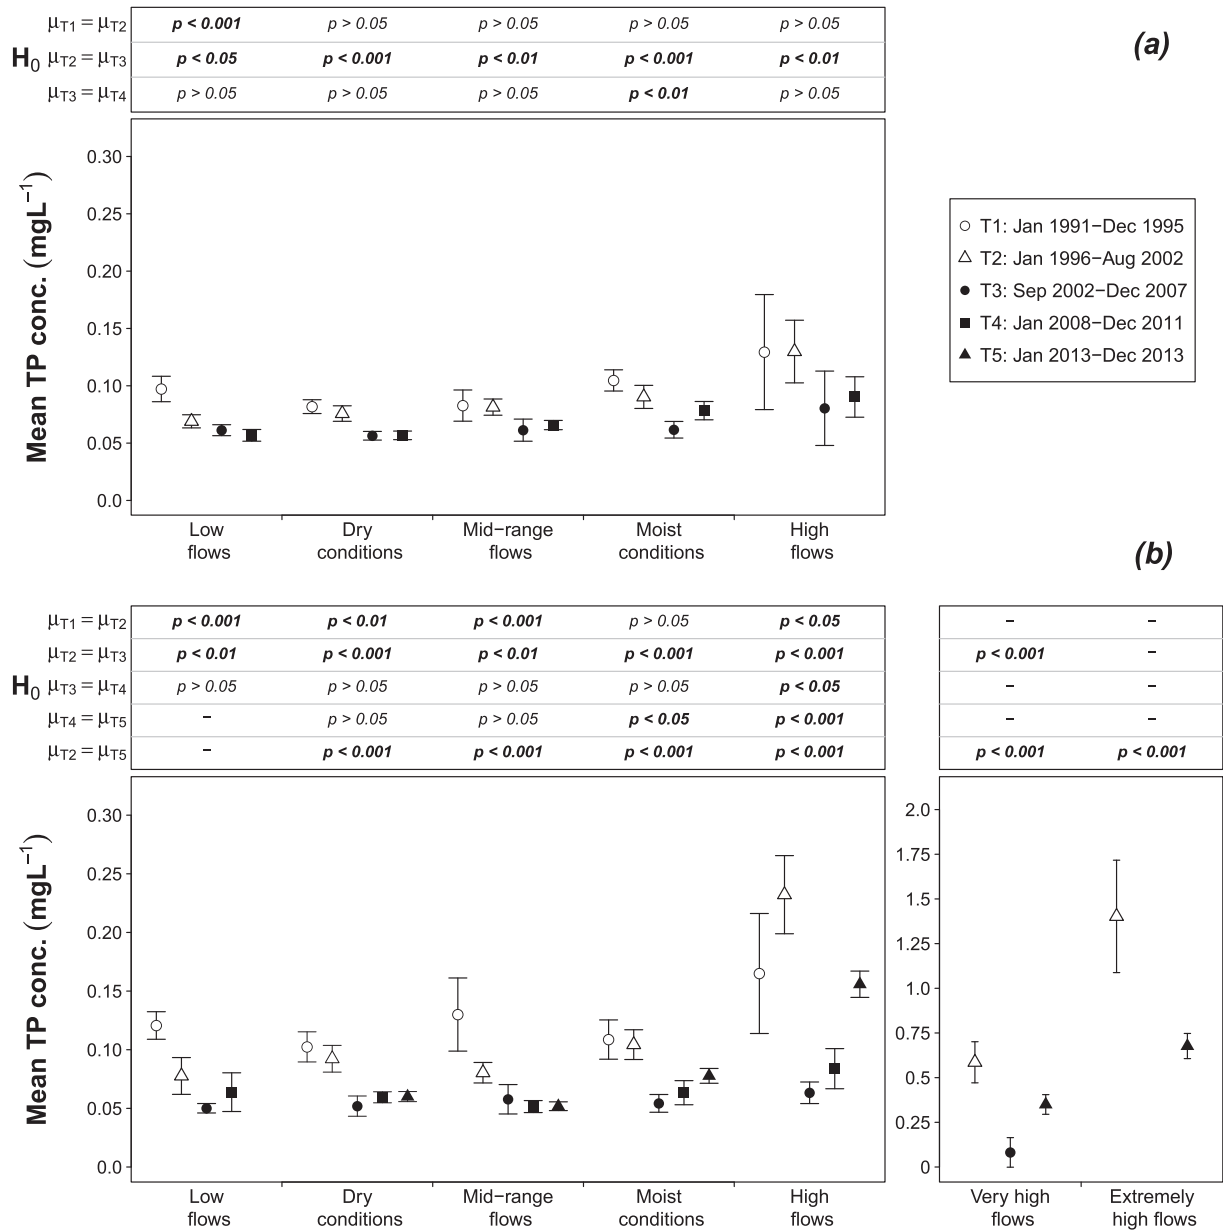 μT1 = μT2 p < 0.001 p > 0.05 p > 0.05 p > 0.05 p > 0.05
(a)
H0 μT2 = μT3 p < 0.05 p < 0.001 p < 0.01 p < 0.001 p < 0.01
μT3 = μT4 p > 0.05 p > 0.05 p > 0.05 p < 0.01 p > 0.05
Mean TP conc. (mgL−1)
0.30
0.25
0.20
0.15
0.10
0.05
0.0
Low flows
Dry conditions
Mid−range flows
Moist conditions
High flows
T1: Jan 1991−Dec 1995
T2: Jan 1996−Aug 2002
T3: Sep 2002−Dec 2007
T4: Jan 2008−Dec 2011
T5: Jan 2013−Dec 2013
(b)
μT1 = μT2 p < 0.001 p < 0.01 p < 0.001 p > 0.05 p < 0.05 − −
μT2 = μT3 p < 0.01 p < 0.001 p < 0.01 p < 0.001 p < 0.001 p < 0.001 −
H0 μT3 = μT4 p > 0.05 p > 0.05 p > 0.05 p > 0.05 p < 0.05 − −
μT4 = μT5 − p > 0.05 p > 0.05 p < 0.05 p < 0.001 − −
μT2 = μT5 − p < 0.001 p < 0.001 p < 0.001 p < 0.001 p < 0.001 p < 0.001
Mean TP conc. (mgL−1)
0.30
0.25
0.20
0.15
0.10
0.05
0.0
Low flows
Dry conditions
Mid−range flows
Moist conditions
High flows
2.0
1.75
1.4
1.25
1.0
0.75
0.5
0.25
0
Very high flows
Extremely high flows